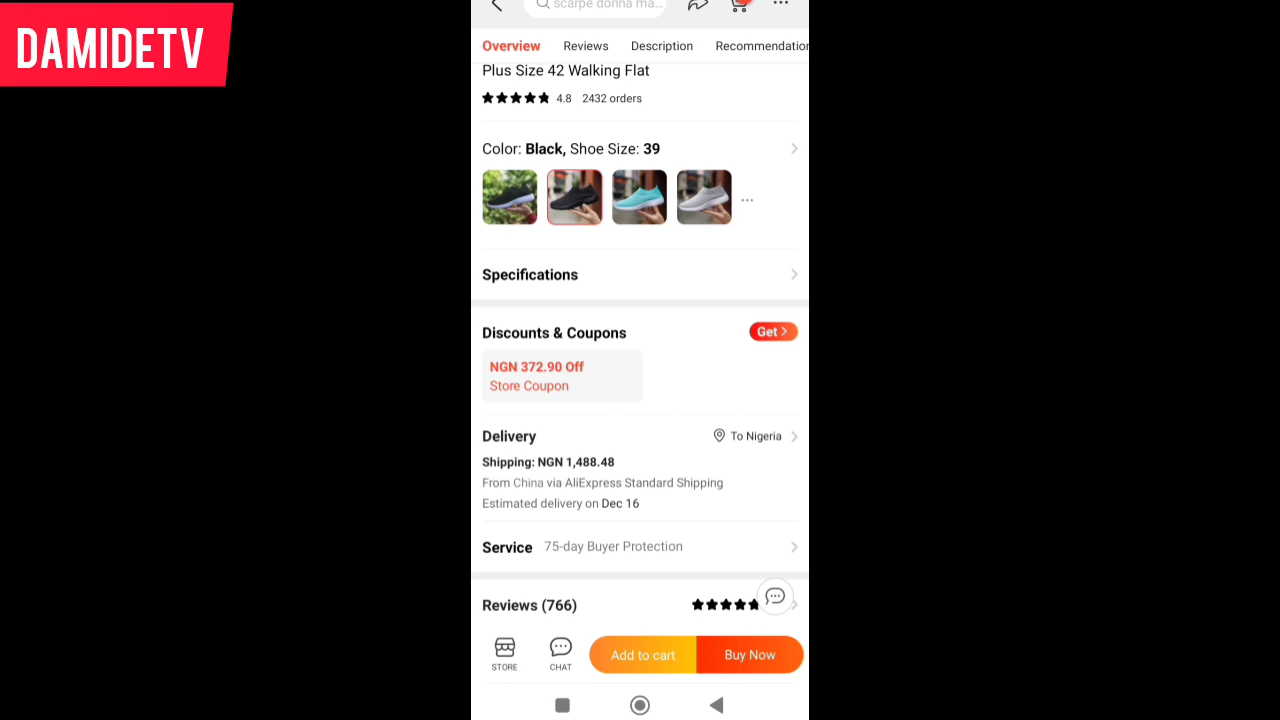 DAMIDETV
scarpe donna ma...
Overview Reviews Description Recommendation
Plus Size 42 Walking Flat
4.8 2432 orders
Color: Black, Shoe Size: 39
...
Specifications
Discounts & Coupons Get
NGN 372.90 Off
Store Coupon
Delivery To Nigeria
Shipping: NGN 1,488.48
From China via AliExpress Standard Shipping
Estimated delivery on Dec 16
Service 75-day Buyer Protection
Reviews (766)
STORE CHAT Add to cart Buy Now